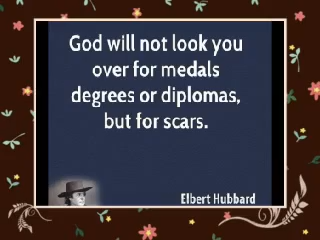 God will not look you
over for medals
degrees or diplomas,
but for scars.
Elbert Hubbard